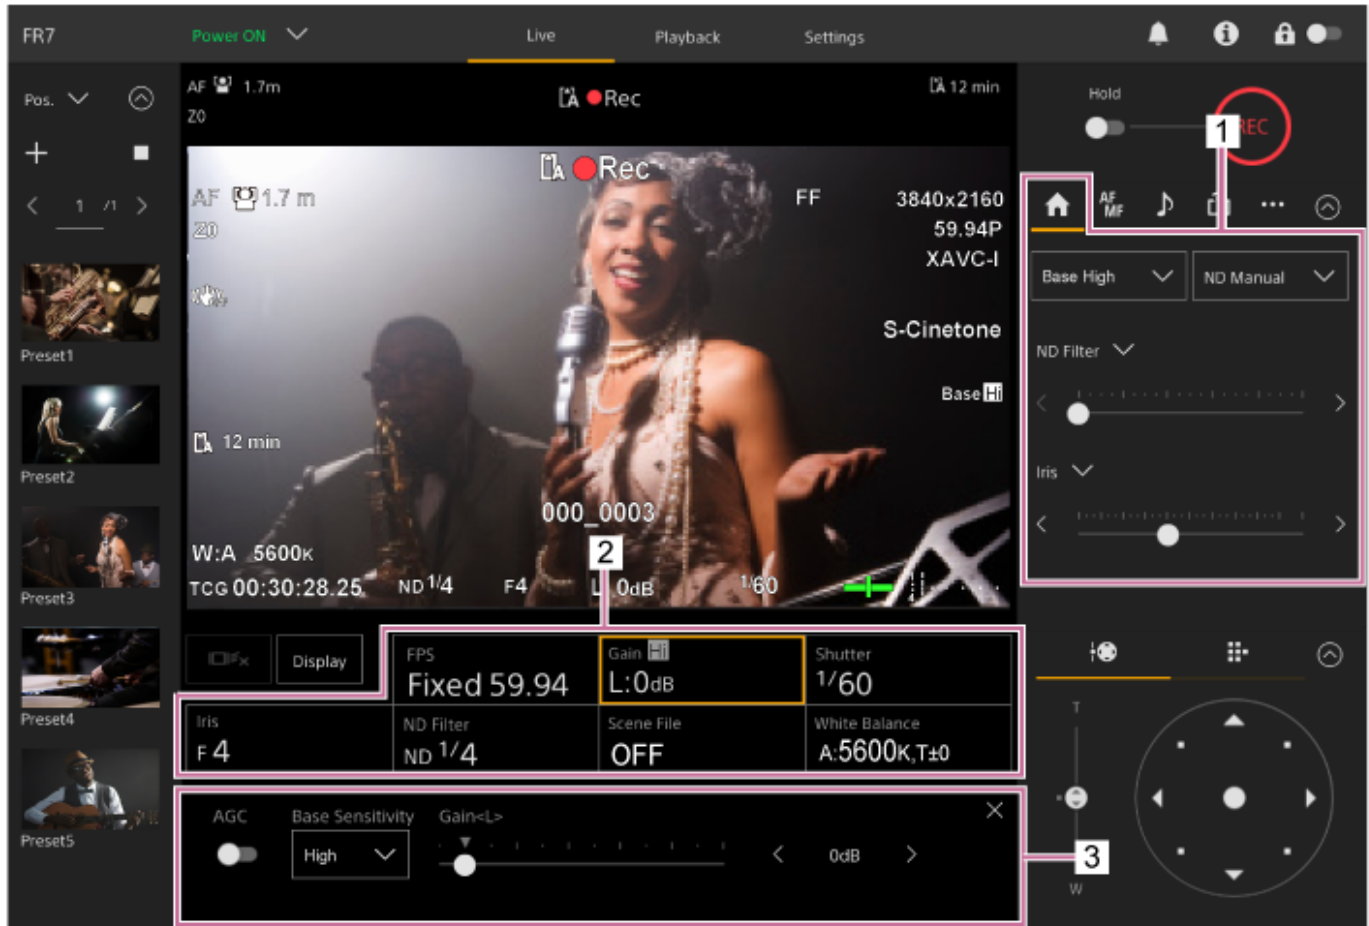 FR7
Power ON
Live
Playback
Settings
Pos.
1 /1
Preset1
Preset2
Preset3
Preset4
Preset5
AF 1.7m
Z0
A Rec
A 12 min
A Rec
AF 1.7 m
Z0
FF
3840x2160
59.94P
XAVC-I
S-Cinetone
Base Hi
A 12 min
000_0003
W:A 5600K
TCG 00:30:28.25
ND 1/4
F4
L 0dB
1/60
2
Display
FPS
Fixed 59.94
Gain Hi
L:0dB
Shutter
1/60
Iris
F 4
ND Filter
ND 1/4
Scene File
OFF
White Balance
A:5600K,T±0
AGC
Base Sensitivity
High
Gain<L>
0dB
3
Hold
REC
1
AF
MF
Base High
ND Manual
ND Filter
Iris
T
W